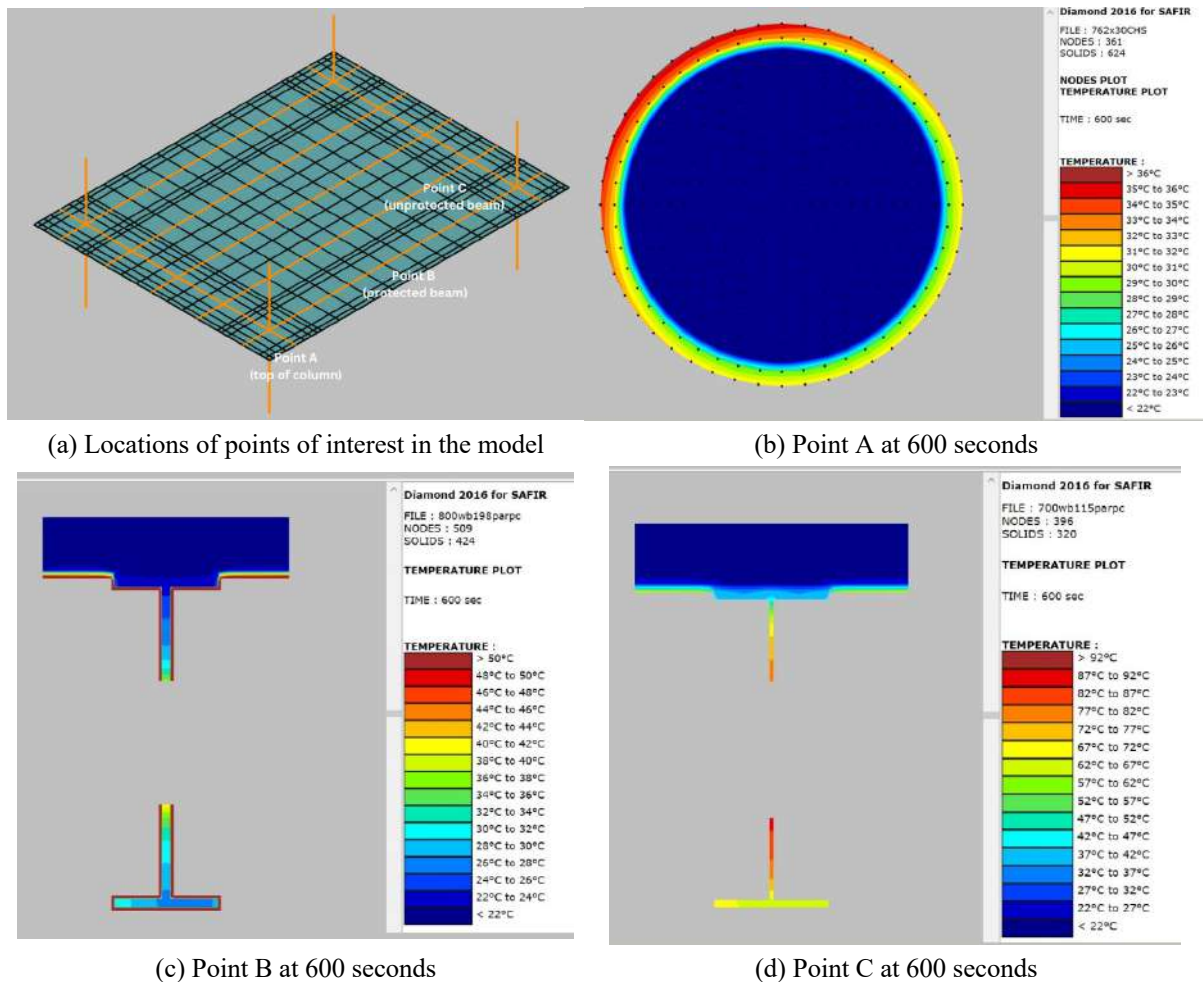 Point C
(unprotected beam)
Point B
(protected beam)
Point A
(top of column)
(a) Locations of points of interest in the model
Diamond 2016 for SAFIR
FILE : 762x30CHS
NODES : 361
SOLIDS : 624
NODES PLOT
TEMPERATURE PLOT
TIME : 600 sec
TEMPERATURE :
> 36°C
35°C to 36°C
34°C to 35°C
33°C to 34°C
32°C to 33°C
31°C to 32°C
30°C to 31°C
29°C to 30°C
28°C to 29°C
27°C to 28°C
26°C to 27°C
25°C to 26°C
24°C to 25°C
23°C to 24°C
22°C to 23°C
< 22°C
(b) Point A at 600 seconds
Diamond 2016 for SAFIR
FILE : 800wb198parpc
NODES : 509
SOLIDS : 424
TEMPERATURE PLOT
TIME : 600 sec
TEMPERATURE :
> 50°C
48°C to 50°C
46°C to 48°C
44°C to 46°C
42°C to 44°C
40°C to 42°C
38°C to 40°C
36°C to 38°C
34°C to 36°C
32°C to 34°C
30°C to 32°C
28°C to 30°C
26°C to 28°C
24°C to 26°C
22°C to 24°C
< 22°C
(c) Point B at 600 seconds
Diamond 2016 for SAFIR
FILE : 700wb115parpc
NODES : 396
SOLIDS : 320
TEMPERATURE PLOT
TIME : 600 sec
TEMPERATURE :
> 92°C
87°C to 92°C
82°C to 87°C
77°C to 82°C
72°C to 77°C
67°C to 72°C
62°C to 67°C
57°C to 62°C
52°C to 57°C
47°C to 52°C
42°C to 47°C
37°C to 42°C
32°C to 37°C
27°C to 32°C
22°C to 27°C
< 22°C
(d) Point C at 600 seconds